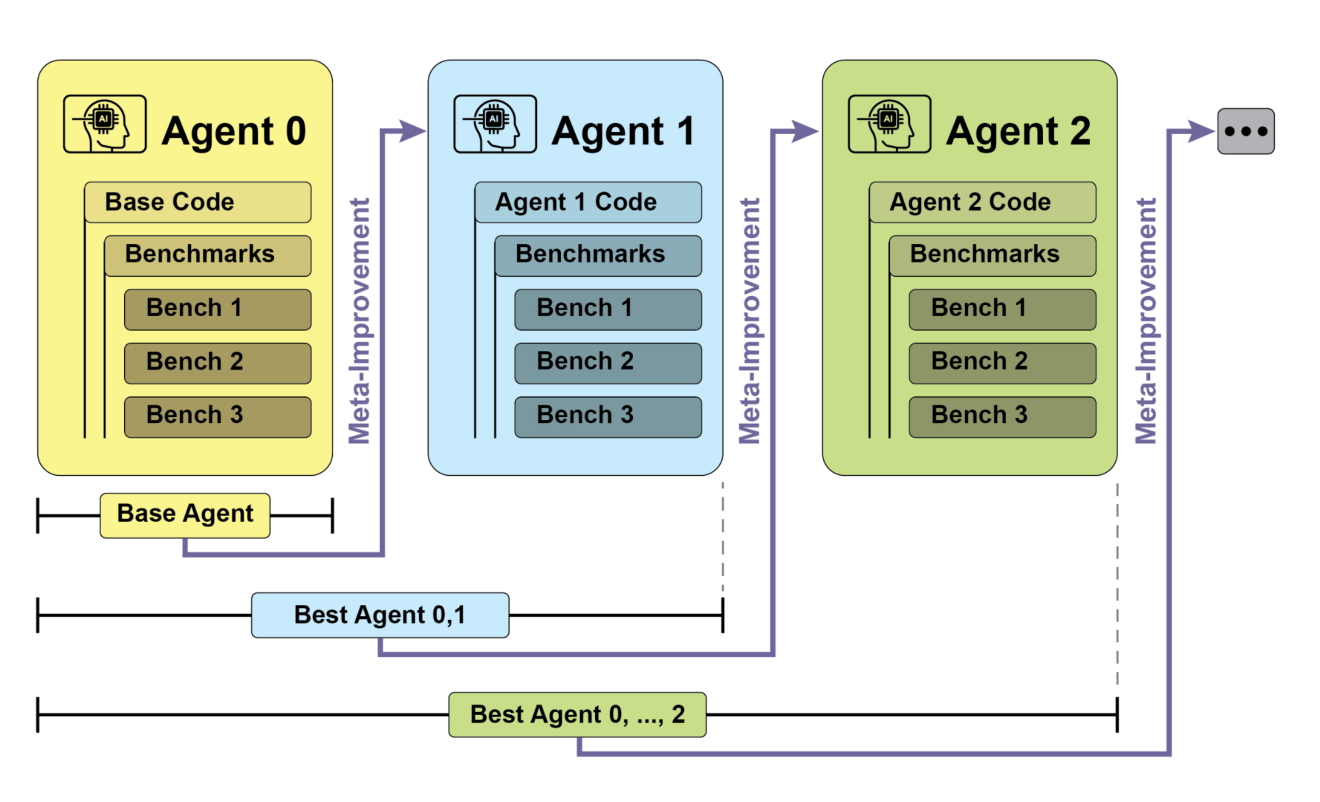 AI
Agent 0
Base Code
Benchmarks
Bench 1
Bench 2
Bench 3
Meta-Improvement
AI
Agent 1
Agent 1 Code
Benchmarks
Bench 1
Bench 2
Bench 3
Meta-Improvement
AI
Agent 2
Agent 2 Code
Benchmarks
Bench 1
Bench 2
Bench 3
Meta-Improvement
•••
Base Agent
Best Agent 0,1
Best Agent 0, ..., 2